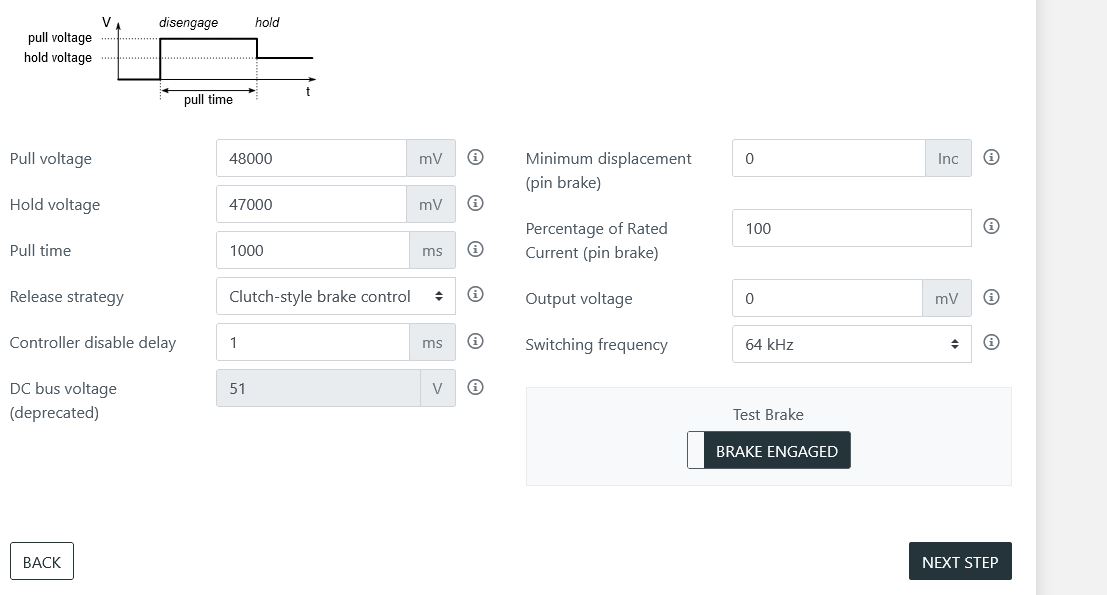 V
disengage
hold
pull voltage
hold voltage
pull time
t
Pull voltage
48000
mV
Hold voltage
47000
mV
Pull time
1000
ms
Release strategy
Clutch-style brake control
Controller disable delay
1
ms
DC bus voltage
(deprecated)
51
V
Minimum displacement
(pin brake)
0
Inc
Percentage of Rated
Current (pin brake)
100
Output voltage
0
mV
Switching frequency
64 kHz
Test Brake
BRAKE ENGAGED
BACK
NEXT STEP